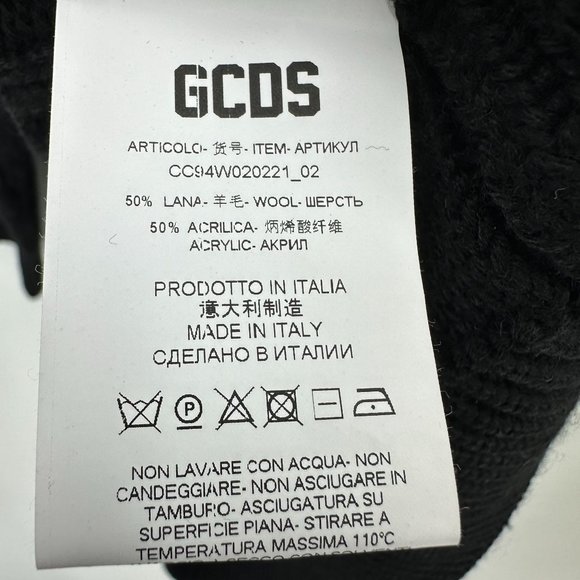 GCDS
ARTICOLO- 货号- ITEM- АРТИКУЛ
CC94W020221_02
50% LANA- 羊毛- WOOL- ШЕРСТЬ
50% ACRILICA- 炳烯酸纤维
ACRYLIC- АКРИЛ
PRODOTTO IN ITALIA
意大利制造
MADE IN ITALY
СДЕЛАНО В ИТАЛИИ
P
NON LAVARE CON ACQUA- NON
CANDEGGIARE- NON ASCIUGARE IN
TAMBURO- ASCIUGATURA SU
SUPERFICIE PIANA- STIRARE A
TEMPERATURA MASSIMA 110°C